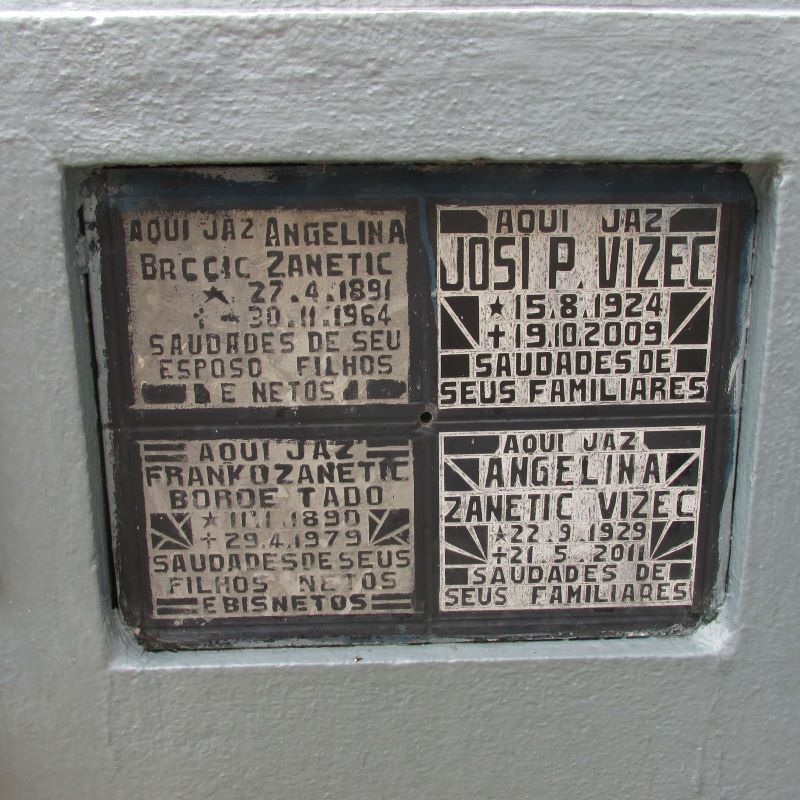 AQUI JAZ ANGELINA
BRCCIC ZANETIC
27.4.1891
30.11.1964
SAUDADES DE SEU
ESPOSO FILHOS
E NETOS
AQUI JAZ
JOSI P. VIZEC
★ 15.8.1924
✝ 19.10.2009
SAUDADES DE
SEUS FAMILIARES
AQUI JAZ
FRANKO ZANETIC
BORDE TADO
★ 11.1.1890
✝ 29.4.1979
SAUDADES DE SEUS
FILHOS NETOS
E BISNETOS
AQUI JAZ
ANGELINA
ZANETIC VIZEC
★ 22.9.1929
✝ 21.5.2011
SAUDADES DE
SEUS FAMILIARES